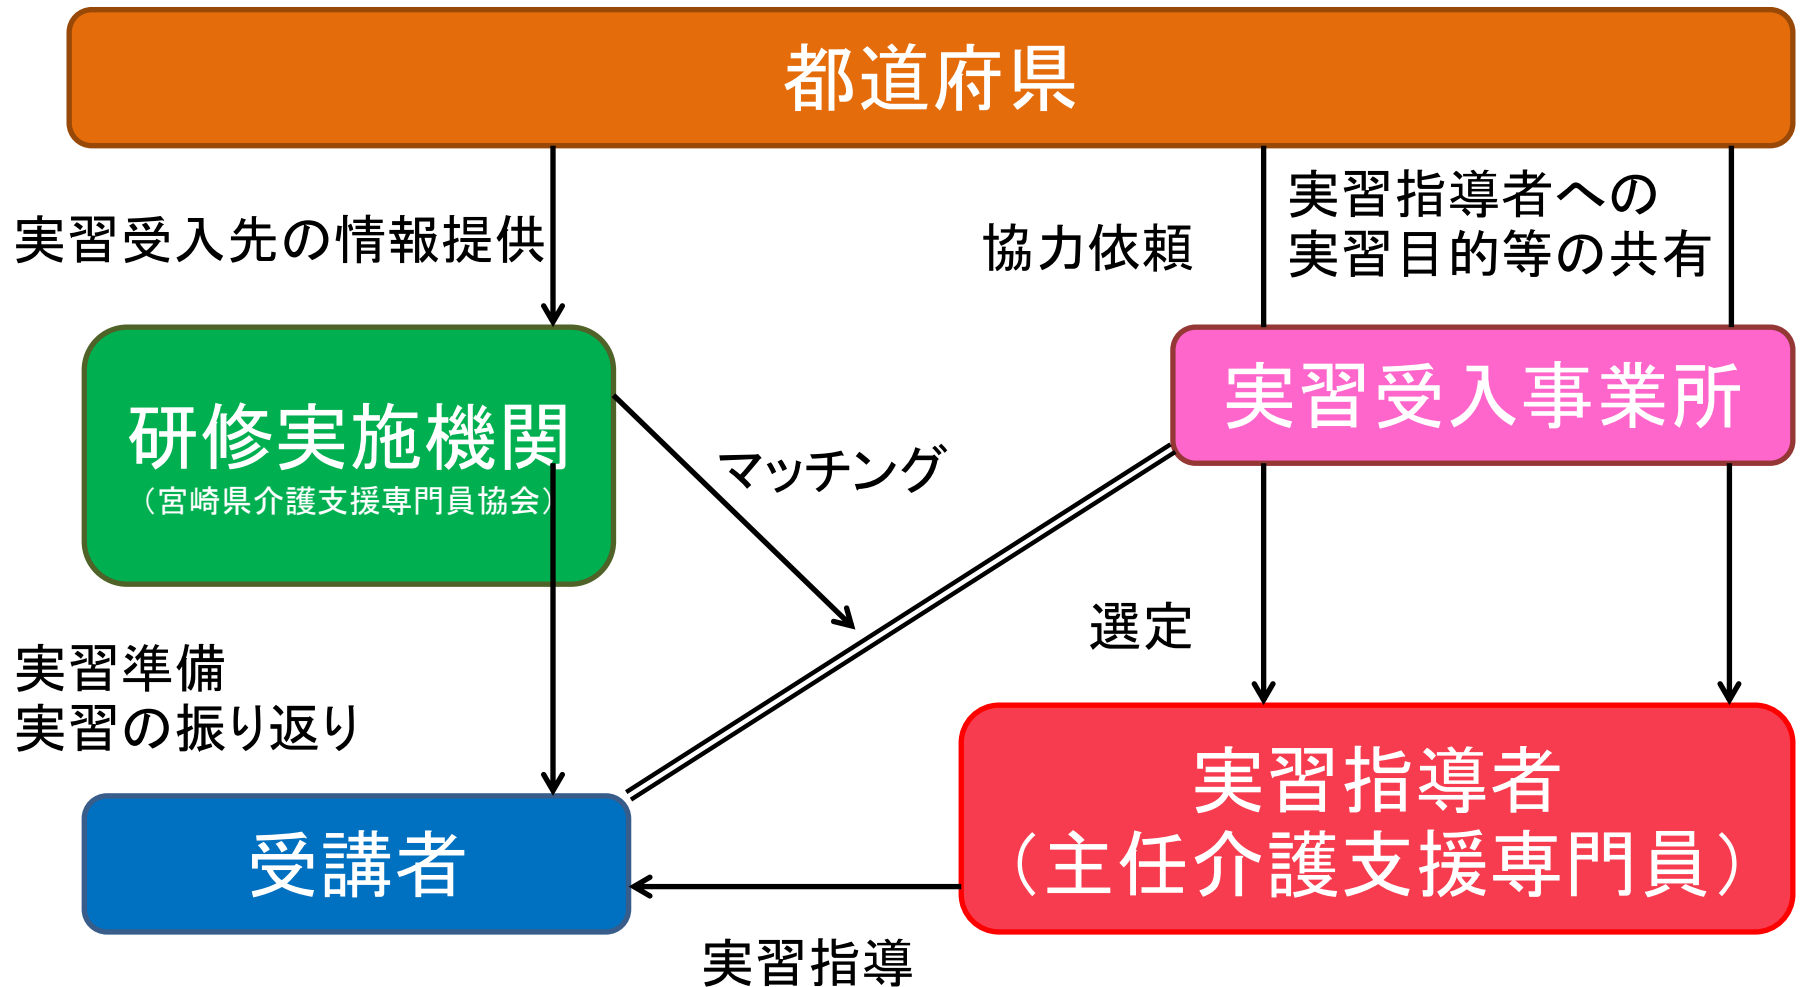 都道府県
実習受入先の情報提供
協力依頼
実習指導者への
実習目的等の共有
研修実施機関
（宮崎県介護支援専門員協会）
実習受入事業所
マッチング
選定
実習準備
実習の振り返り
受講者
実習指導者
（主任介護支援専門員）
実習指導